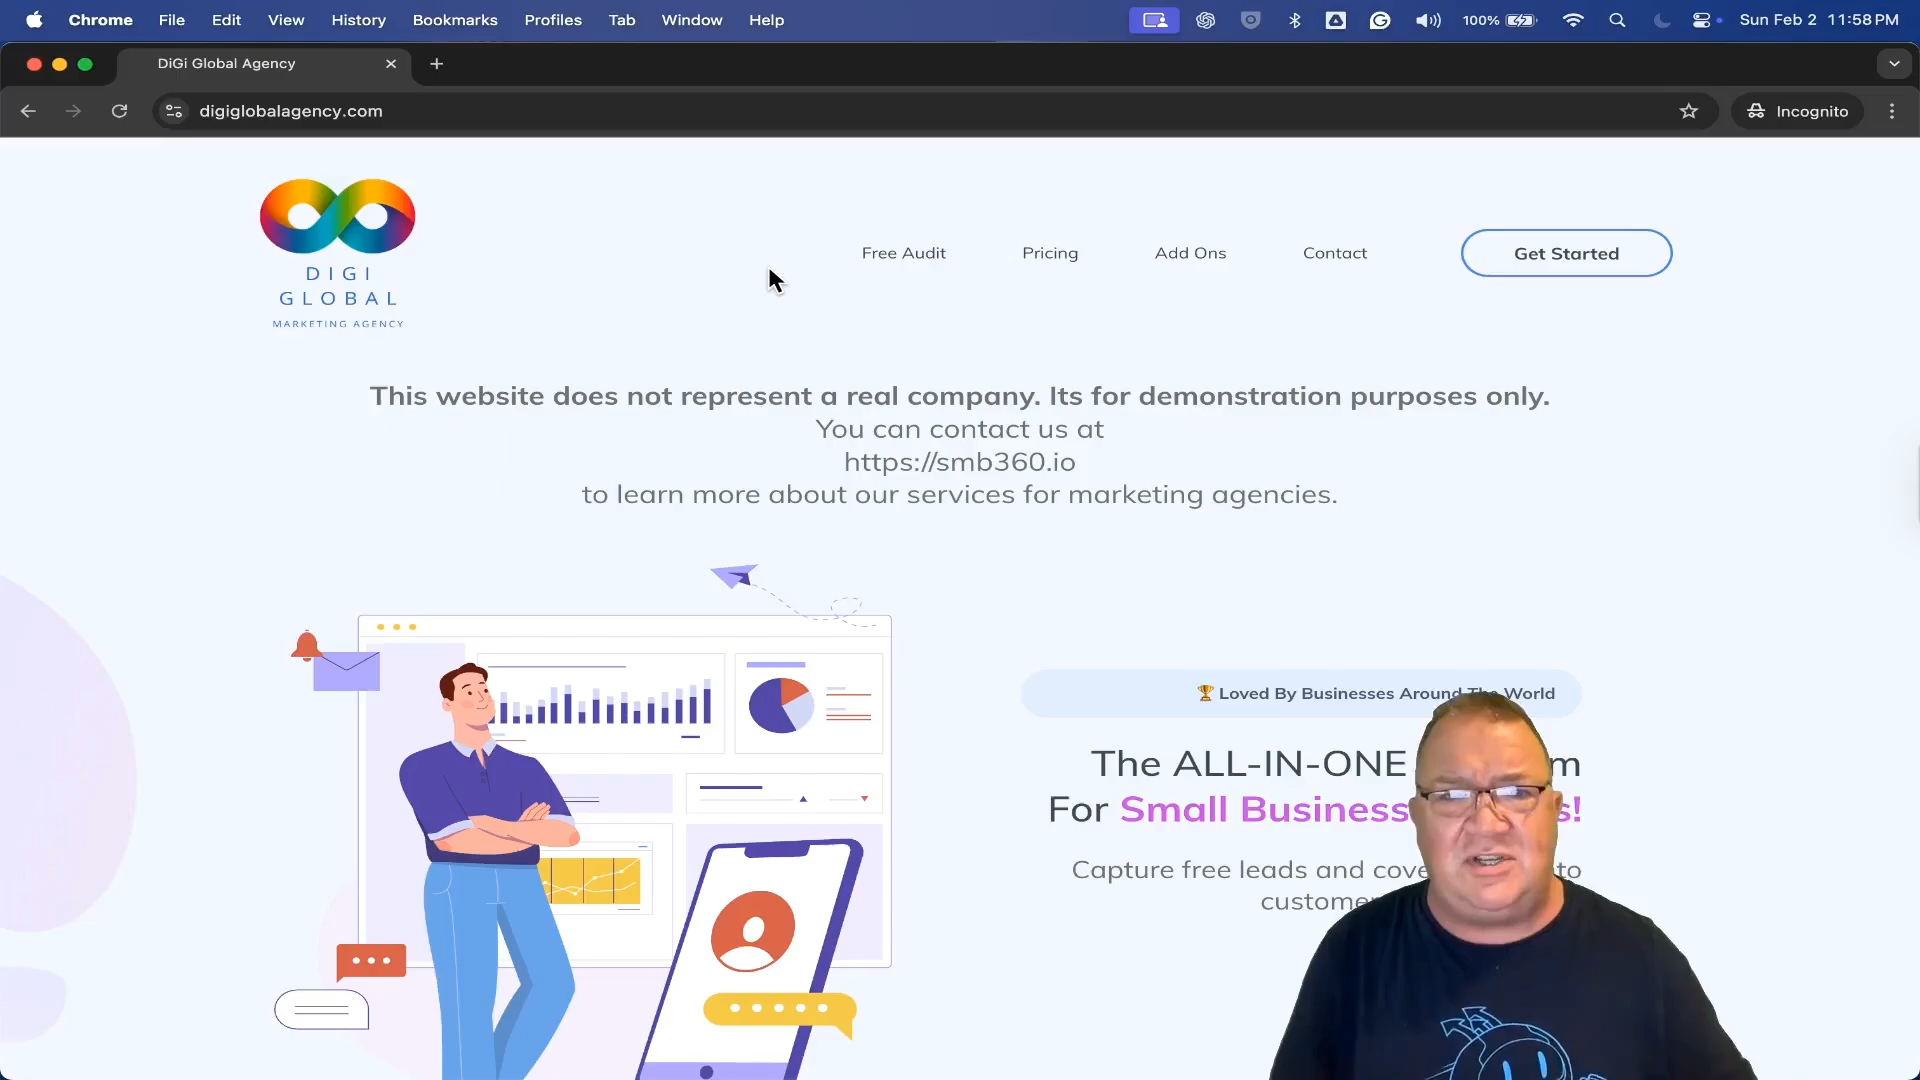 Chrome File Edit View History Bookmarks Profiles Tab Window Help 100% Sun Feb 2 11:58 PM
DiGi Global Agency
digiglobalagency.com Incognito
DIGI
GLOBAL
MARKETING AGENCY
Free Audit Pricing Add Ons Contact Get Started
This website does not represent a real company. Its for demonstration purposes only.
You can contact us at
https://smb360.io
to learn more about our services for marketing agencies.
🏆 Loved By Businesses Around The World
The ALL-IN-ONE
For Small Business
Capture free leads and to